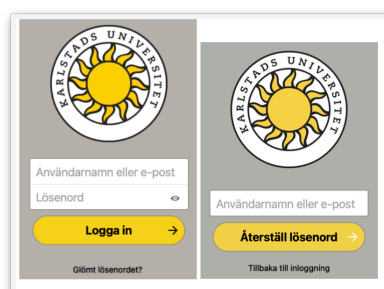 KARLSTADS UNIVERSITET
Användarnamn eller e-post
Lösenord
Logga in
Glömt lösenordet?
KARLSTADS UNIVERSITET
Användarnamn eller e-post
Återställ lösenord
Tillbaka till inloggning